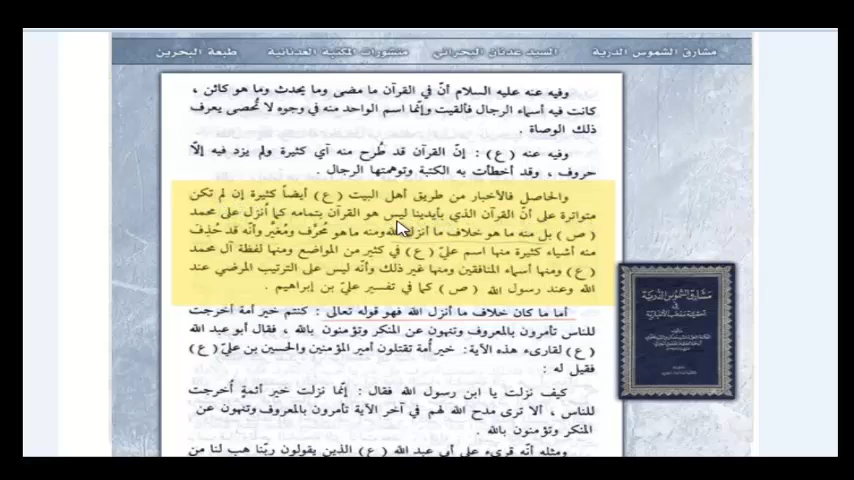 مشارق الشموس الدرية
السيد عدنان البحراني
منشورات المكتبة العدنانية
طبعة البحرين
وفيه عنه عليه السلام أنّ في القرآن ما مضى وما يحدث وما هو كائن ،
كانت فيه أسماء الرجال فألقيت وإنّما اسم الواحد منه في وجوه لا تُحصى يعرف
ذلك الوصاة .
وفيه عنه ( ع ) : إنّ القرآن قد طُرح منه آي كثيرة ولم يزد فيه إلّا
حروف ، وقد أخطأت به الكتبة وتوهمتها الرجال .
والحاصل فالأخبار من طريق أهل البيت ( ع ) أيضاً كثيرة إن لم تكن
متواترة على أنّ القرآن الذي بأيدينا ليس هو القرآن بتمامه كما أنزل على محمد
( ص ) بل منه ما هو خلاف ما أنزل الله ومنه ما هو مُحرَّف ومُغيَّر وأنه قد حُذِف
منه أشياء كثيرة منها اسم عليّ ( ع ) في كثير من المواضع ومنها لفظة آل محمد
( ع ) ومنها أسماء المنافقين ومنها غير ذلك وأنه ليس على الترتيب المرضي عند
الله وعند رسول الله ( ص ) كما في تفسير عليّ بن إبراهيم .
أما ما كان خلاف ما أنزل الله فهو قوله تعالى : كنتم خير أمة أخرجت
للناس تأمرون بالمعروف وتنهون عن المنكر وتؤمنون بالله ، فقال أبو عبد الله
( ع ) لقارىء هذه الآية : خير أُمة تقتلون أمير المؤمنين والحسين بن عليّ ( ع )
فقيل له :
كيف نزلت يا ابن رسول الله فقال : إنّما نزلت خير أئمةٍ أُخرجت
للناس ، ألا ترى مدح الله لهم في آخر الآية تأمرون بالمعروف وتنهون عن
المنكر وتؤمنون بالله .
ومثله أنّه قرىء على أبي عبد الله ( ع ) الذين يقولون ربّنا هب لنا من
مشارق الشموس الدرية
في